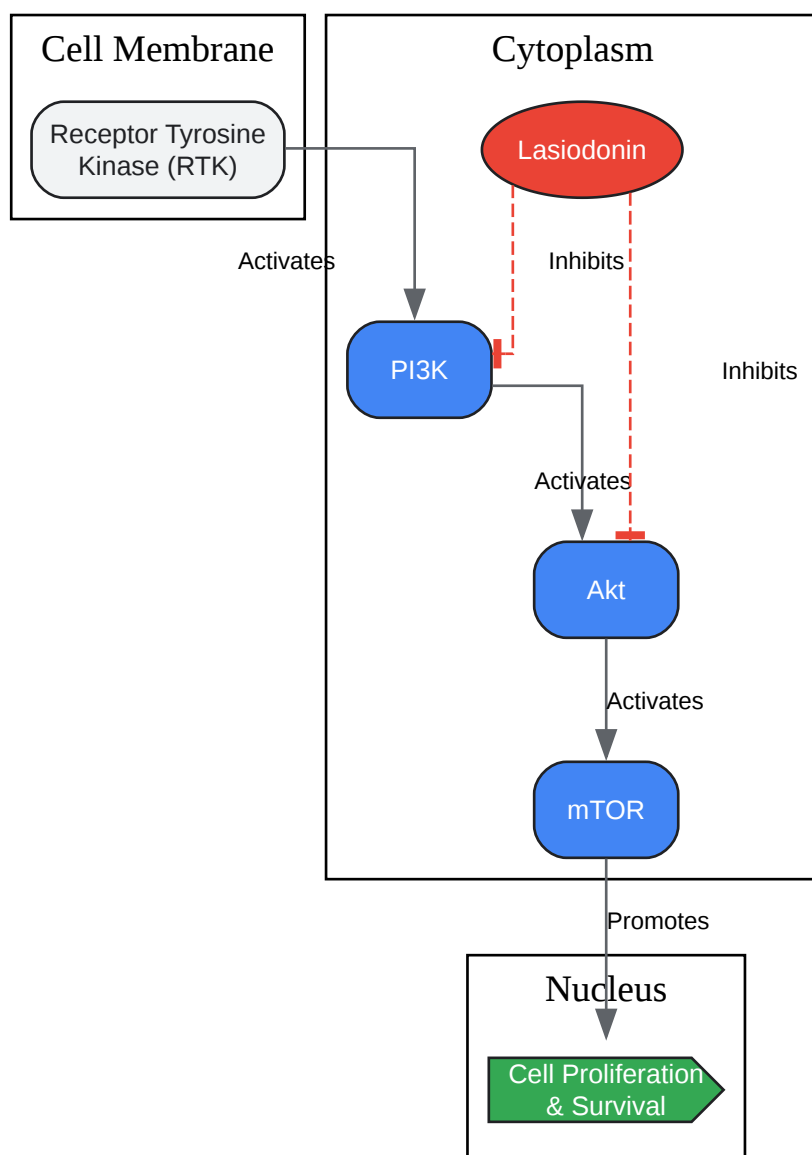 Cell Membrane
Cytoplasm
Receptor Tyrosine
Kinase (RTK)
Lasiodonin
Activates
Inhibits
PI3K
Inhibits
Activates
Akt
Activates
mTOR
Promotes
Nucleus
Cell Proliferation
& Survival